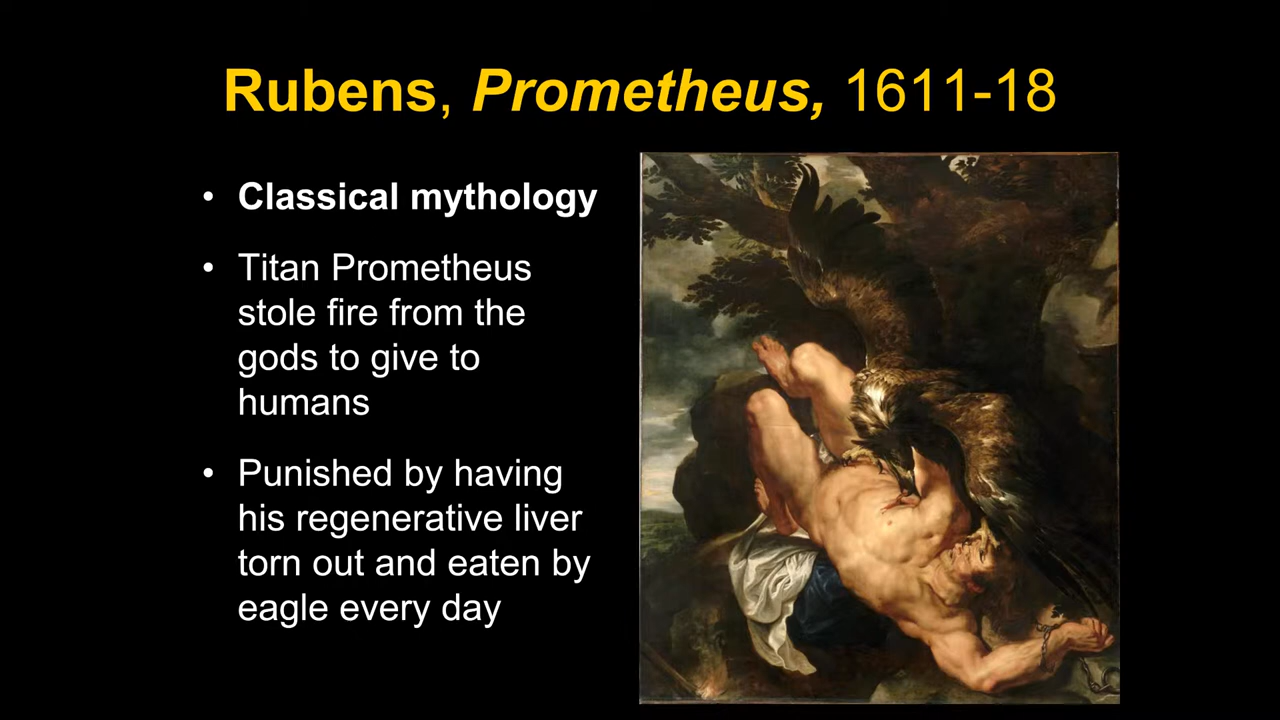 Rubens, Prometheus, 1611-18
• Classical mythology
• Titan Prometheus
stole fire from the
gods to give to
humans
• Punished by having
his regenerative liver
torn out and eaten by
eagle every day